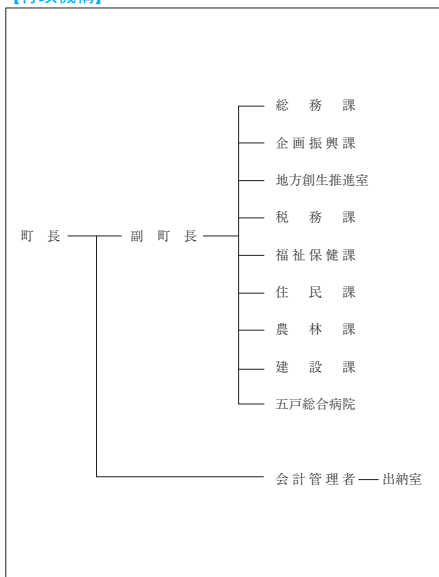 【行政機構】
総務課
企画振興課
地方創生推進室
税務課
町長 副町長
福祉保健課
住民課
農林課
建設課
五戸総合病院
会計管理者 出納室